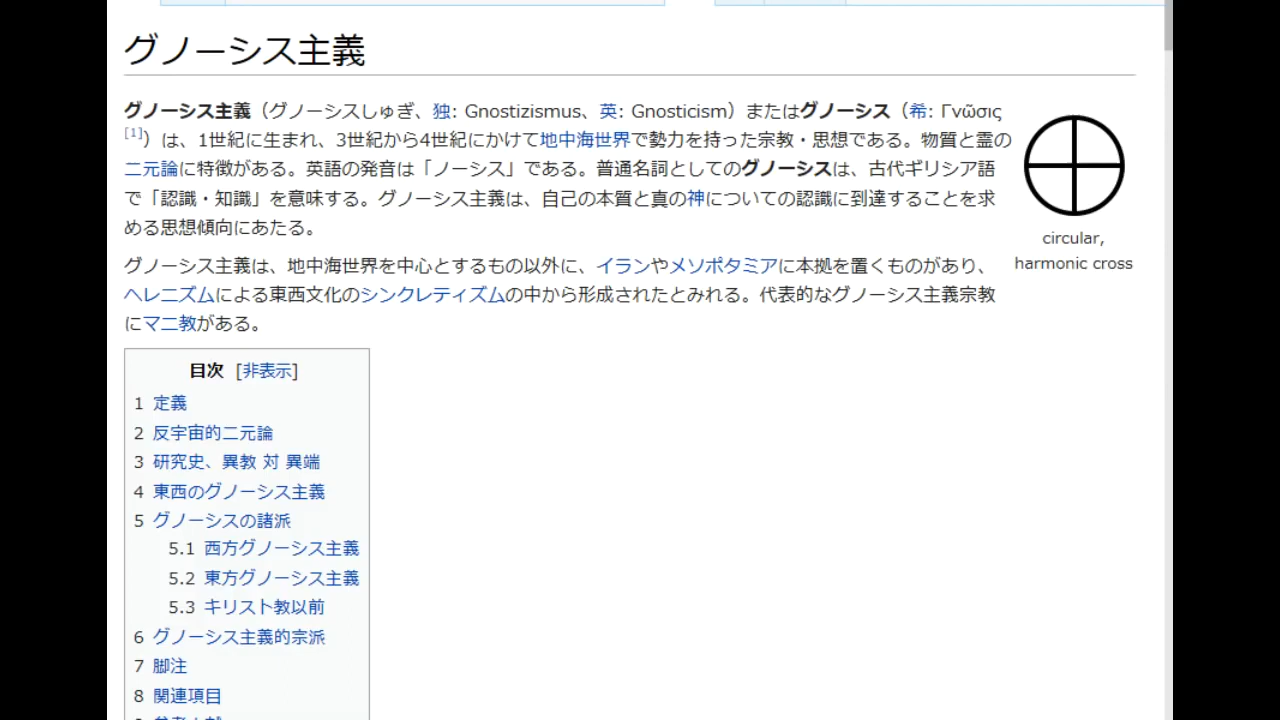 グノーシス主義
グノーシス主義（グノーシスしゅぎ、独: Gnostizismus、英: Gnosticism）またはグノーシス（希: Γνῶσις
[1]）は、1世紀に生まれ、3世紀から4世紀にかけて地中海世界で勢力を持った宗教・思想である。物質と霊の
二元論に特徴がある。英語の発音は「ノーシス」である。普通名詞としてのグノーシスは、古代ギリシア語
で「認識・知識」を意味する。グノーシス主義は、自己の本質と真の神についての認識に到達することを求
める思想傾向にあたる。
circular,
harmonic cross
グノーシス主義は、地中海世界を中心とするもの以外に、イランやメソポタミアに本拠を置くものがあり、
ヘレニズムによる東西文化のシンクレティズムの中から形成されたとみれる。代表的なグノーシス主義宗教
にマニ教がある。
目次 [非表示]
1 定義
2 反宇宙的二元論
3 研究史、異教 対 異端
4 東西のグノーシス主義
5 グノーシスの諸派
5.1 西方グノーシス主義
5.2 東方グノーシス主義
5.3 キリスト教以前
6 グノーシス主義的宗派
7 脚注
8 関連項目